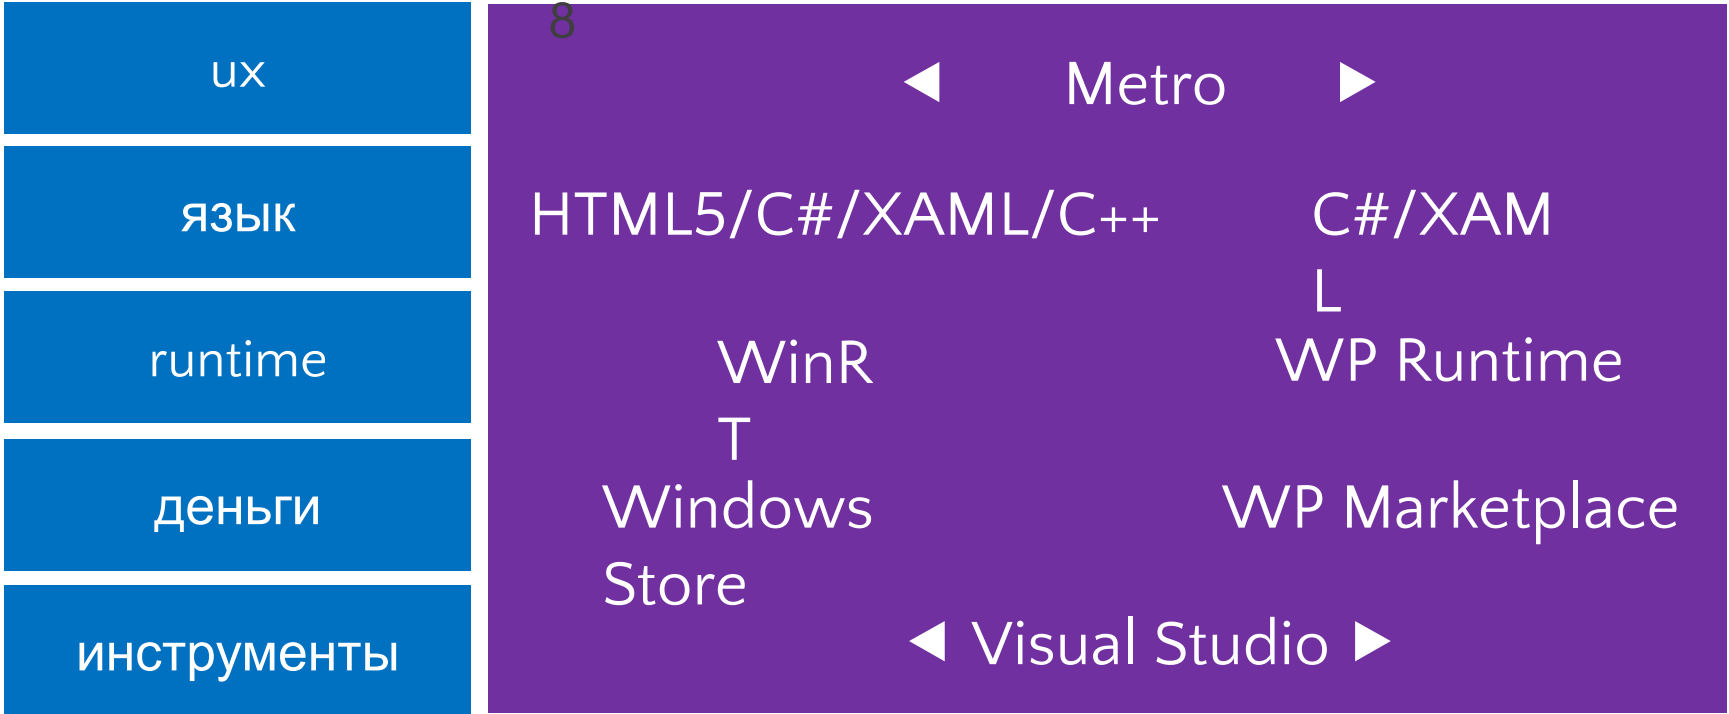 8
ux
◀ Metro ▶
язык
HTML5/C#/XAML/C++
C#/XAM
L
runtime
WinR
T
WP Runtime
деньги
Windows
Store
WP Marketplace
инструменты
◀ Visual Studio ▶